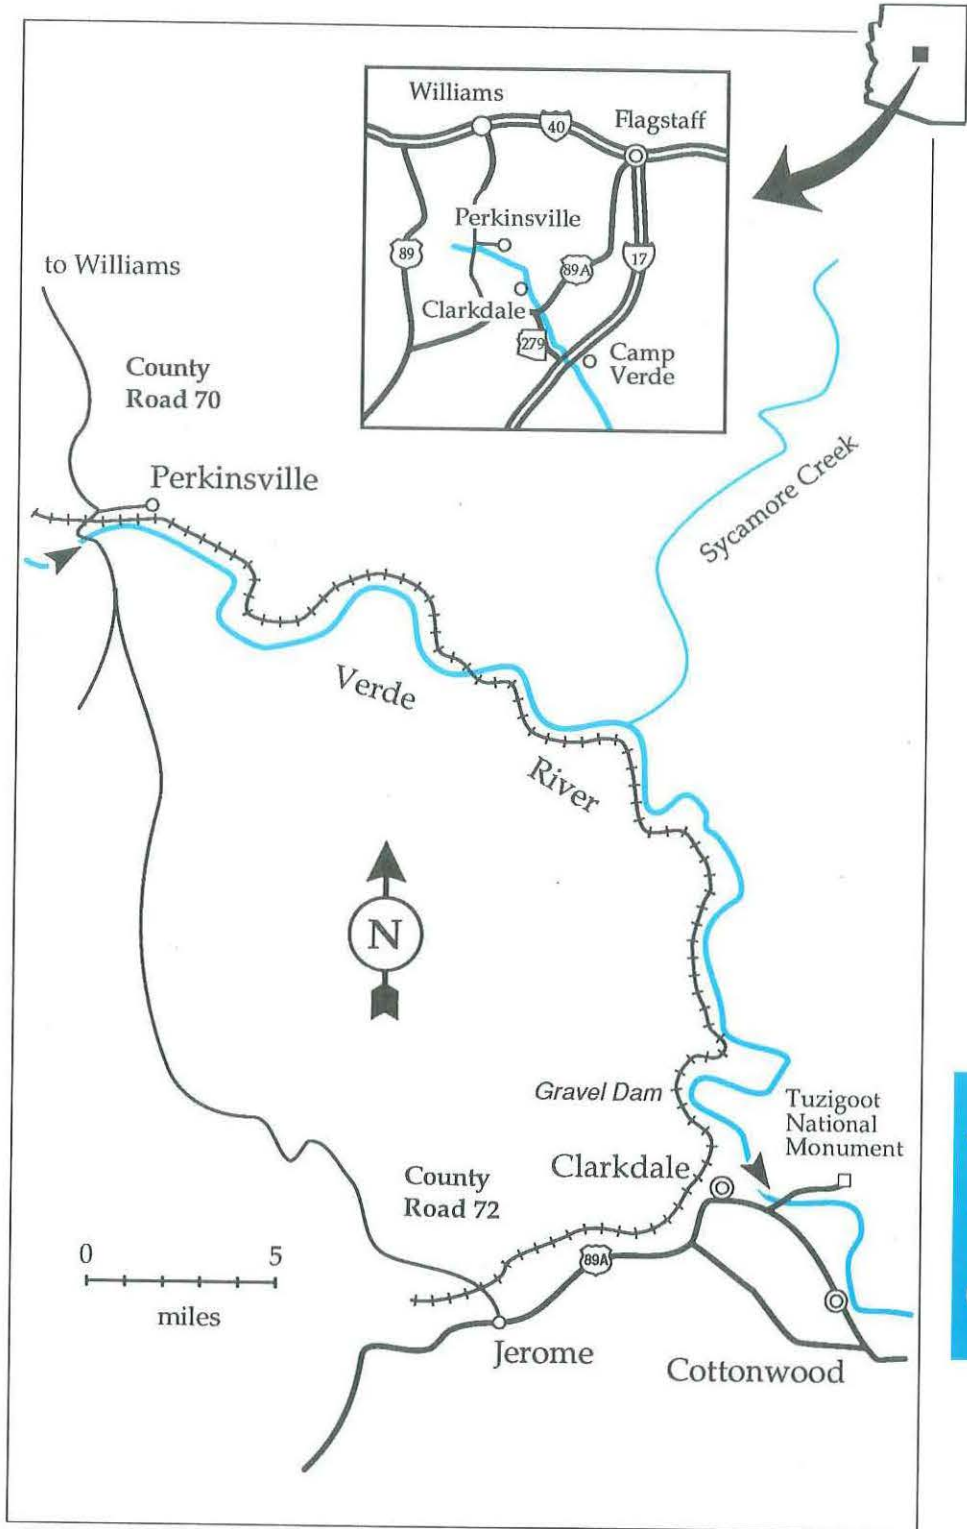 Williams
40
Flagstaff
Perkinsville
89
89A
17
Clarkdale
279
Camp
Verde
to Williams
County
Road 70
Perkinsville
Sycamore Creek
Verde
River
N
Gravel Dam
Tuzigoot
National
Monument
Clarkdale
County
Road 72
0 5
miles
89A
Jerome
Cottonwood